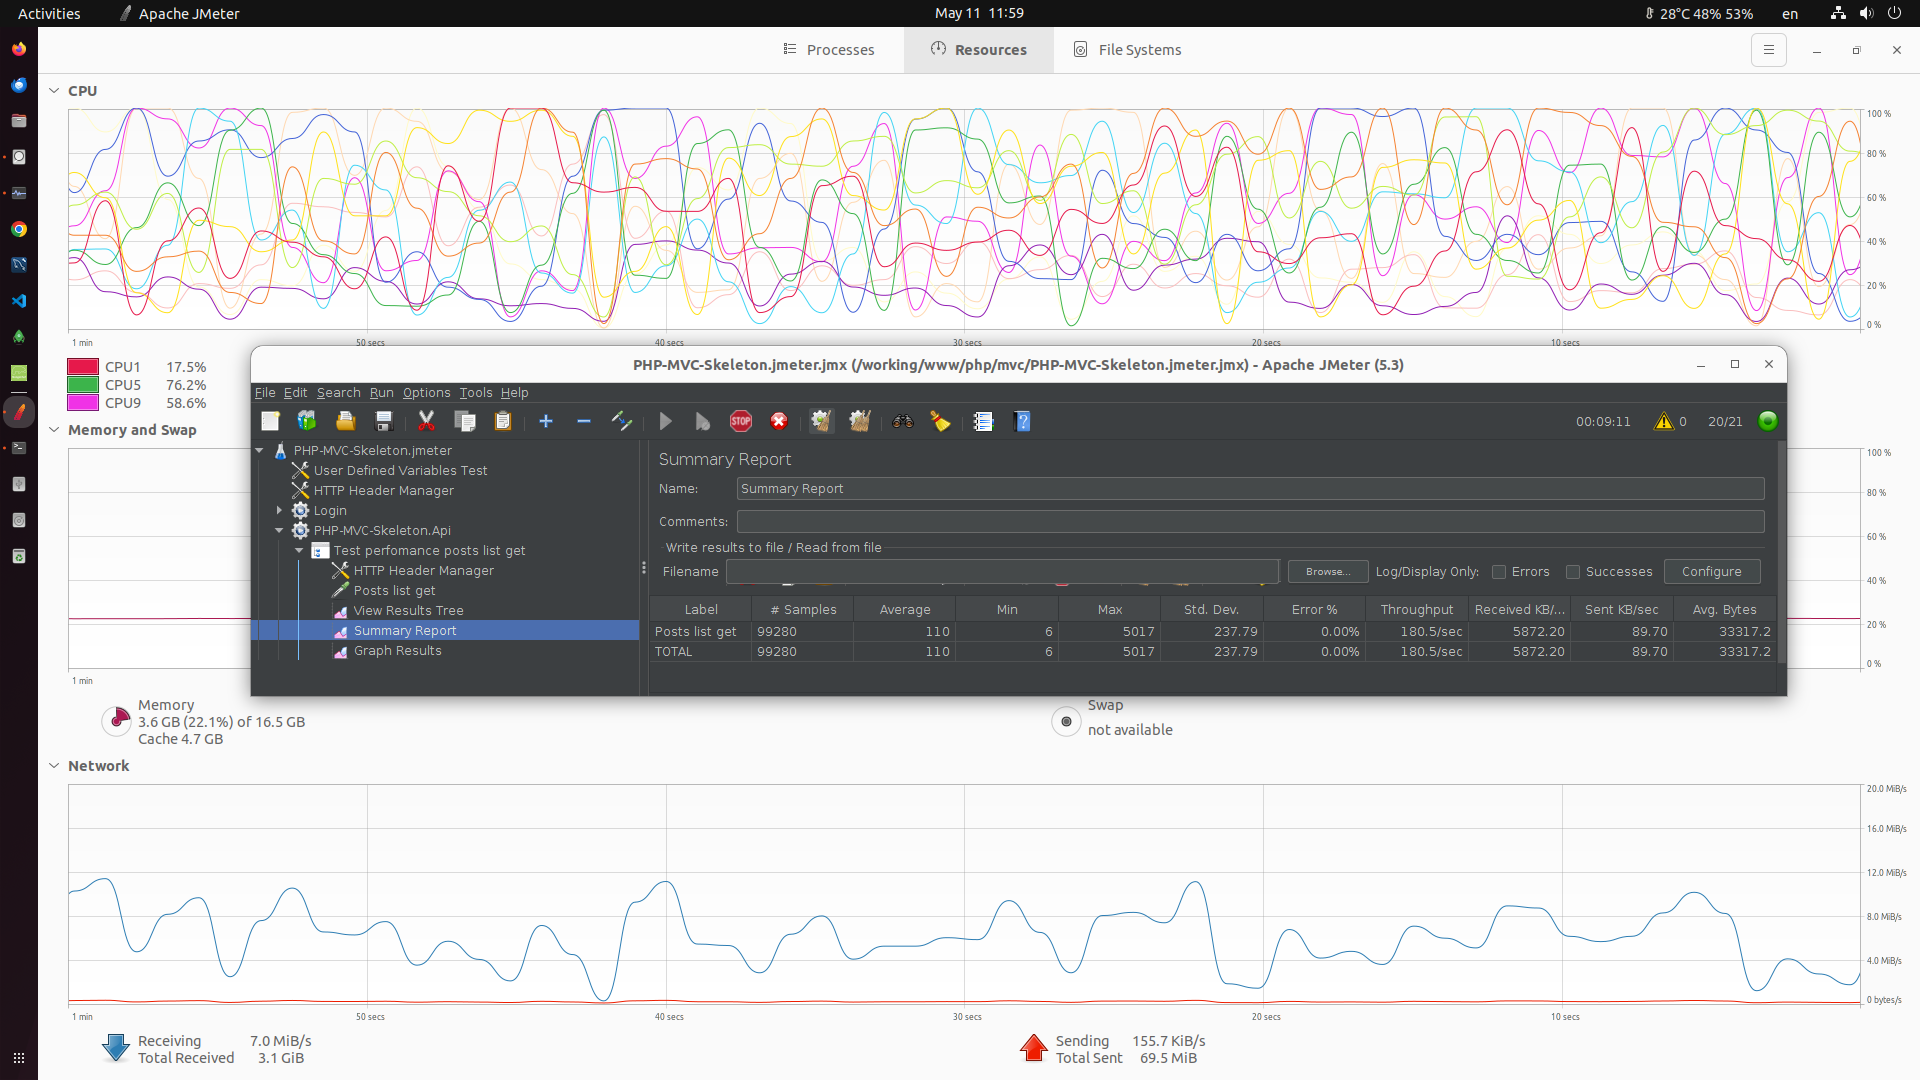 Activities
Apache JMeter
May 11 11:59
28°C 48% 53%
en
Processes
Resources
File Systems
CPU
100 %
80 %
60 %
40 %
20 %
0 %
1 min
50 secs
40 secs
30 secs
20 secs
10 secs
CPU1 17.5%
CPU5 76.2%
CPU9 58.6%
PHP-MVC-Skeleton.jmeter.jmx (/working/www/php/mvc/PHP-MVC-Skeleton.jmeter.jmx) - Apache JMeter (5.3)
File Edit Search Run Options Tools Help
STOP
00:09:11
0
20/21
PHP-MVC-Skeleton.jmeter
User Defined Variables Test
HTTP Header Manager
Login
PHP-MVC-Skeleton.Api
Test perfomance posts list get
HTTP Header Manager
Posts list get
View Results Tree
Summary Report
Graph Results
Summary Report
Name: Summary Report
Comments:
Write results to file / Read from file
Filename
Browse...
Log/Display Only:
Errors
Successes
Configure
Label # Samples Average Min Max Std. Dev. Error % Throughput Received KB/... Sent KB/sec Avg. Bytes
Posts list get 99280 110 6 5017 237.79 0.00% 180.5/sec 5872.20 89.70 33317.2
TOTAL 99280 110 6 5017 237.79 0.00% 180.5/sec 5872.20 89.70 33317.2
Memory and Swap
100 %
80 %
60 %
40 %
20 %
0 %
1 min
Memory
3.6 GB (22.1%) of 16.5 GB
Cache 4.7 GB
Swap
not available
Network
20.0 MiB/s
16.0 MiB/s
12.0 MiB/s
8.0 MiB/s
4.0 MiB/s
0 bytes/s
1 min
50 secs
40 secs
30 secs
20 secs
10 secs
Receiving 7.0 MiB/s
Total Received 3.1 GiB
Sending 155.7 KiB/s
Total Sent 69.5 MiB